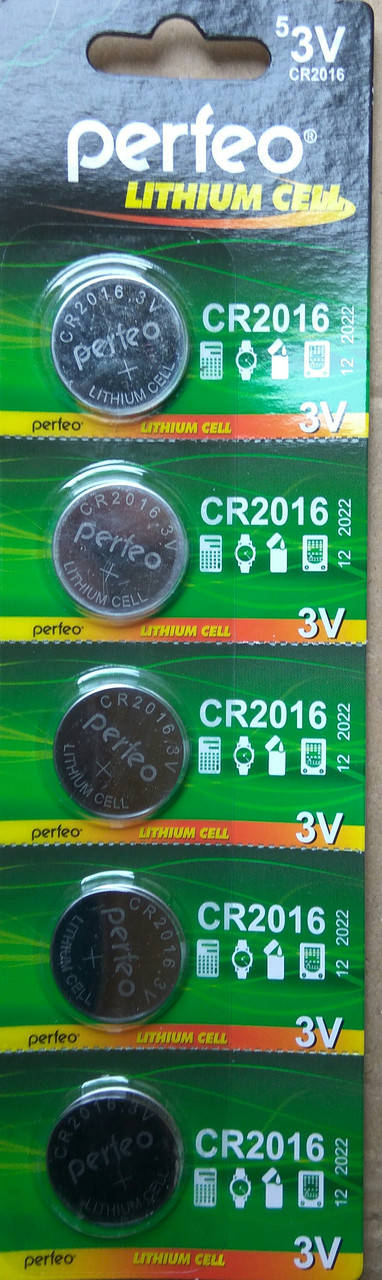 5 3V
CR2016
perfeo®
LITHIUM CELL
CR2016.3V
perfeo
+
LITHIUM CELL
CR2016
12 2022
perfeo LITHIUM CELL 3V
CR2016.3V
perfeo
+
LITHIUM CELL
CR2016
12 2022
perfeo LITHIUM CELL 3V
CR2016.3V
perfeo
+
LITHIUM CELL
CR2016
12 2022
perfeo LITHIUM CELL 3V
CR2016.3V
perfeo
+
LITHIUM CELL
CR2016
12 2022
perfeo LITHIUM CELL 3V
CR2016.3V
perfeo
+
LITHIUM CELL
CR2016
12 2022
perfeo LITHIUM CELL 3V